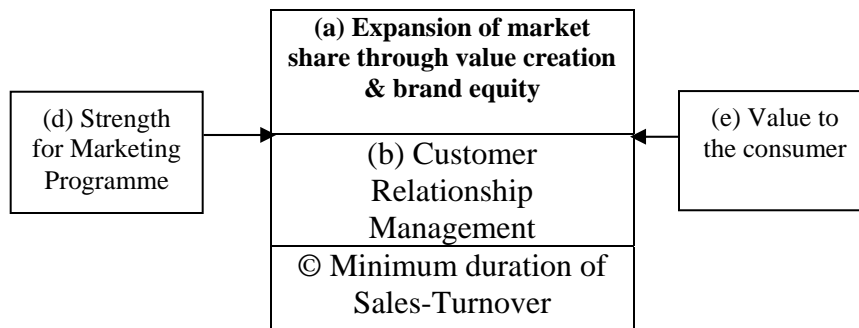 (a) Expansion of market
share through value creation
& brand equity
(d) Strength
for Marketing
Programme
(e) Value to
the consumer
(b) Customer
Relationship
Management
© Minimum duration of
Sales-Turnover